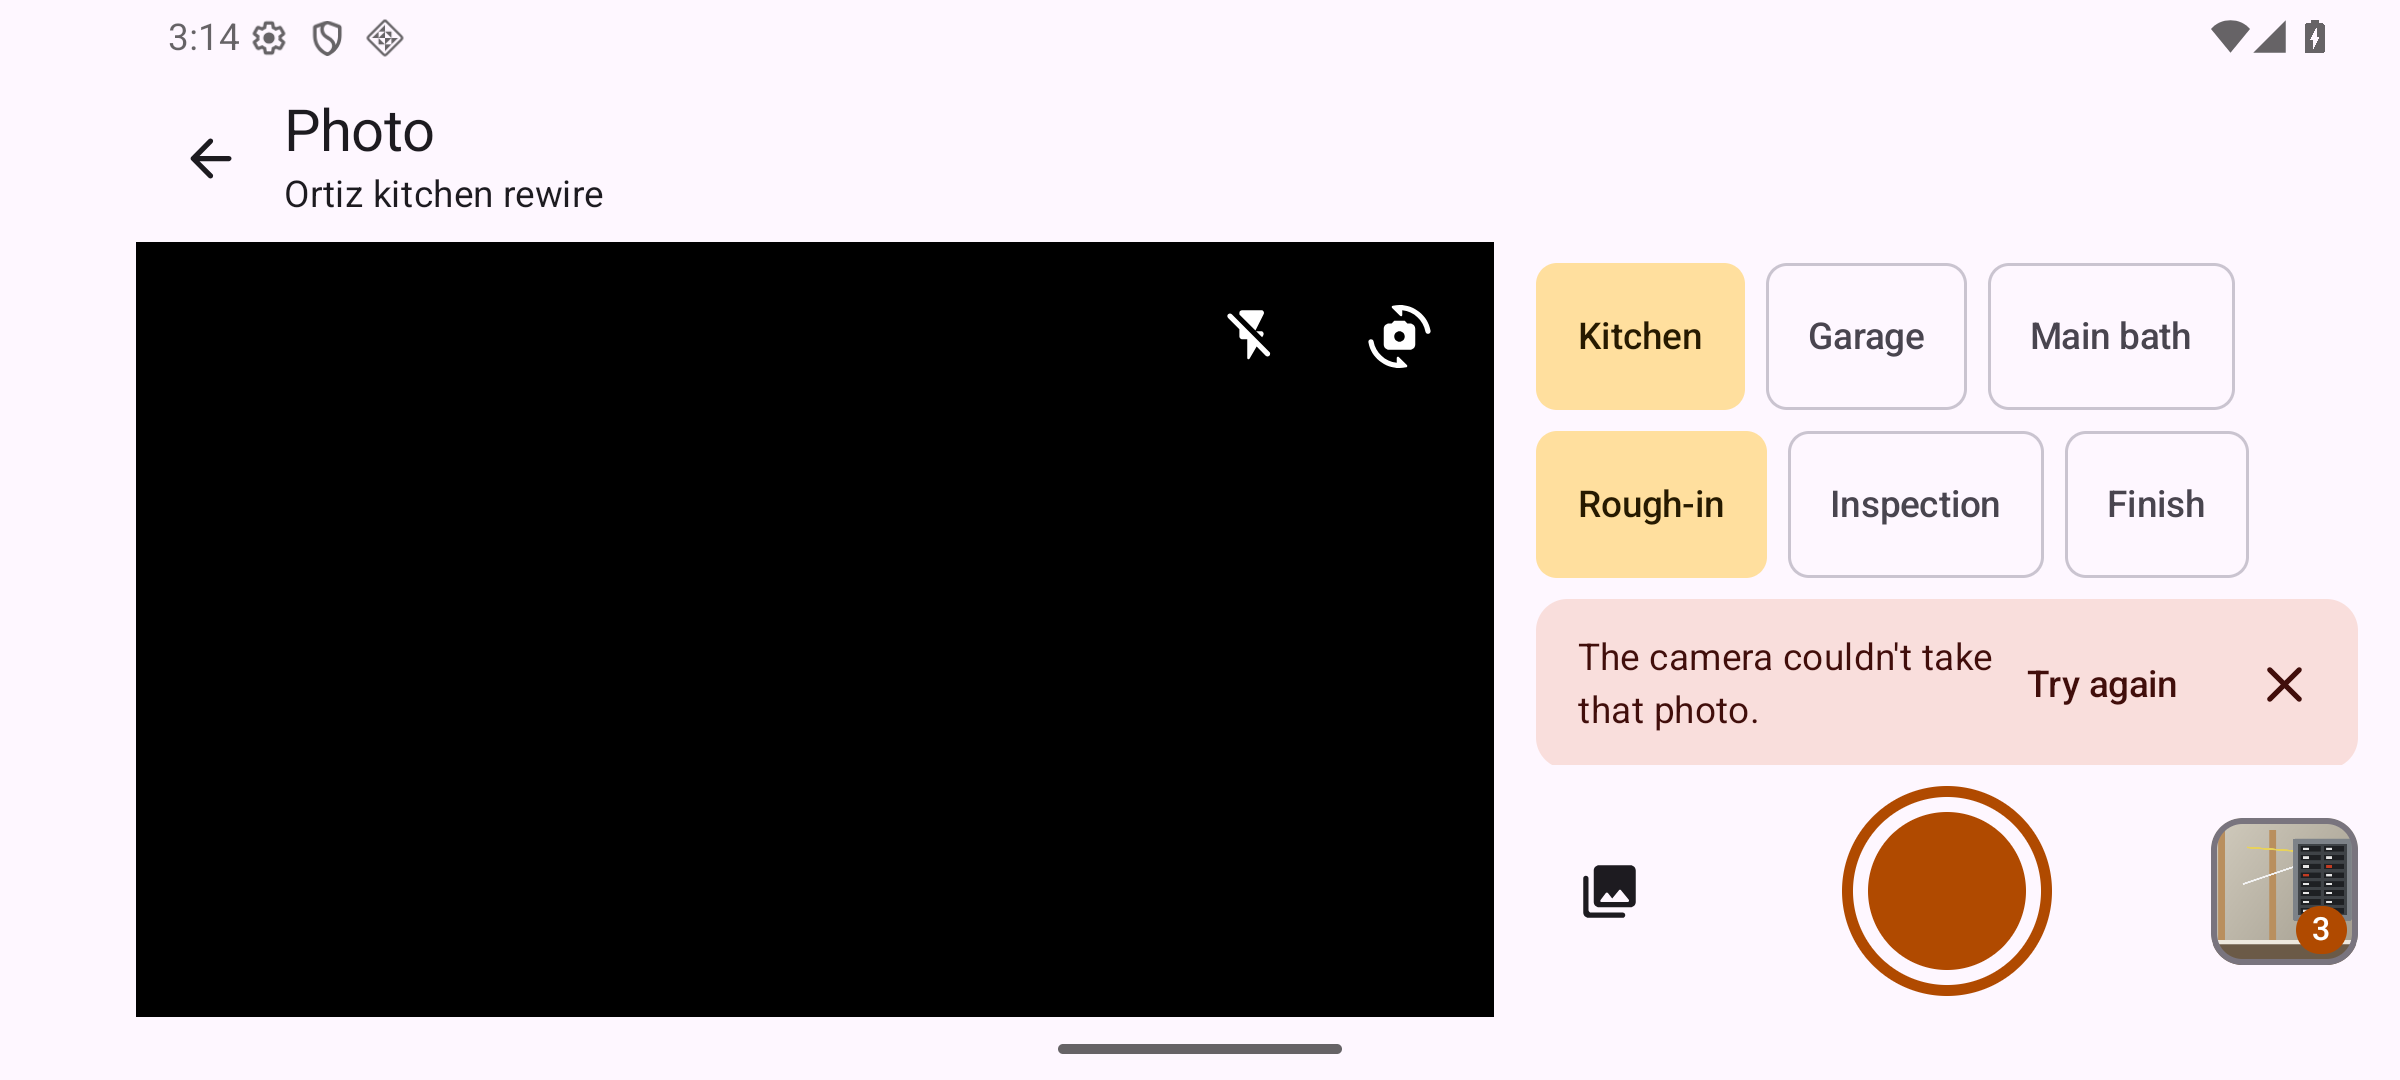 3:14
Photo
Ortiz kitchen rewire
Kitchen
Garage
Main bath
Rough-in
Inspection
Finish
The camera couldn't take
that photo.
Try again
3